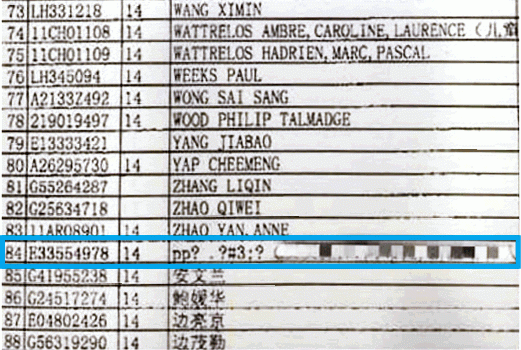 73 LH331218 14 WANG XIMIN
74 11CH01108 14 WATTRELOS AMBRE,CAROLINE,LAURENCE（儿童
75 11CH01109 14 WATTRELOS HADRIEN,MARC,PASCAL
76 LH345094 14 WEEKS PAUL
77 A2133Z492 14 WONG SAI SANG
78 219019497 14 WOOD PHILIP TALMADGE
79 E13333421 YANG JIABAO
80 A26295730 14 YAP CHEEMENG
81 G55264287 ZHANG LIQIN
82 G25634718 ZHAO QIWEI
83 11AR08901 14 ZHAO YAN,ANNE
84 E33554978 14 pp? .?#3;?
85 G41955238 14 安文兰
86 G24517274 14 鲍媛华
87 E04802426 14 边亮京
88 G56319290 14 边茂勤